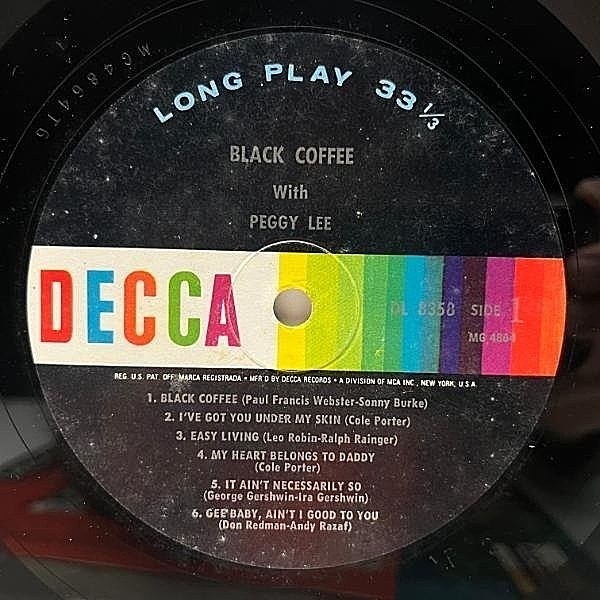 MG4864T6
LONG PLAY 33 1/3
BLACK COFFEE
With
PEGGY LEE
DECCA
DL 8358 SIDE 1
MG 4864
REG. U.S. PAT. OFF. MARCA REGISTRADA • MFR'D BY DECCA RECORDS • A DIVISION OF MCA INC., NEW YORK, U.S.A.
1. BLACK COFFEE (Paul Francis Webster-Sonny Burke)
2. I'VE GOT YOU UNDER MY SKIN (Cole Porter)
3. EASY LIVING (Leo Robin-Ralph Rainger)
4. MY HEART BELONGS TO DADDY
(Cole Porter)
5. IT AIN'T NECESSARILY SO
(George Gershwin-Ira Gershwin)
6. GEE BABY, AIN'T I GOOD TO YOU
(Don Redman-Andy Razaf)